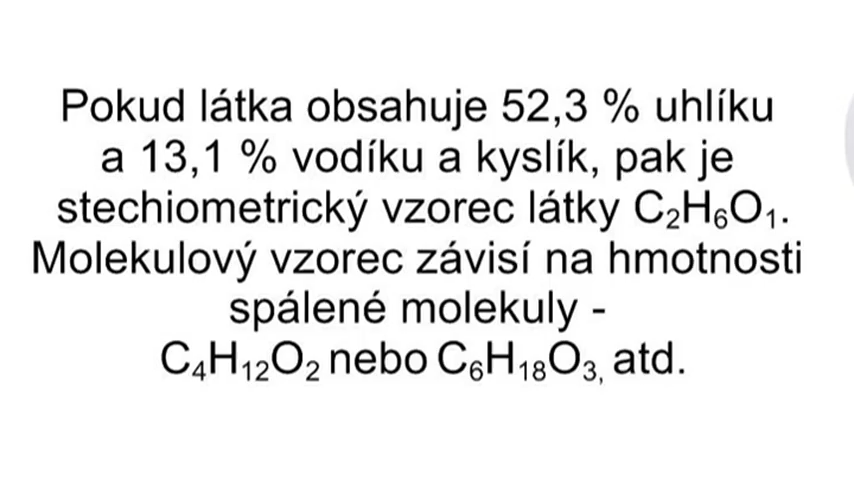 Pokud látka obsahuje 52,3 % uhlíku
a 13,1 % vodíku a kyslík, pak je
stechiometrický vzorec látky C₂H₆O₁.
Molekulový vzorec závisí na hmotnosti
spálené molekuly -
C₄H₁₂O₂ nebo C₆H₁₈O₃, atd.